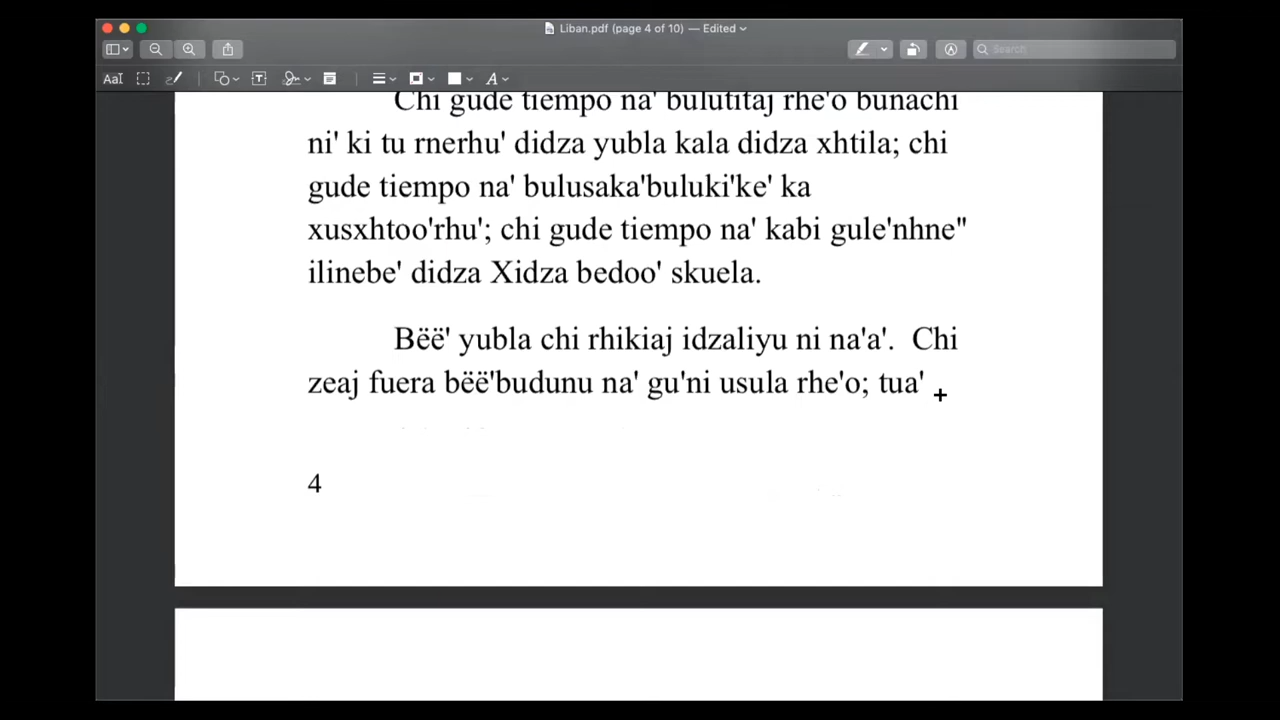 Liban.pdf (page 4 of 10) — Edited
Search
Chi gude tiempo na' bulutitaj rhe'o bunachi
ni' ki tu rnerhu' didza yubla kala didza xhtila; chi
gude tiempo na' bulusaka'buluki'ke' ka
xusxhtoo'rhu'; chi gude tiempo na' kabi gule'nhne"
ilinebe' didza Xidza bedoo' skuela.
Bëë' yubla chi rhikiaj idzaliyu ni na'a'.  Chi
zeaj fuera bëë'budunu na' gu'ni usula rhe'o; tua'
4